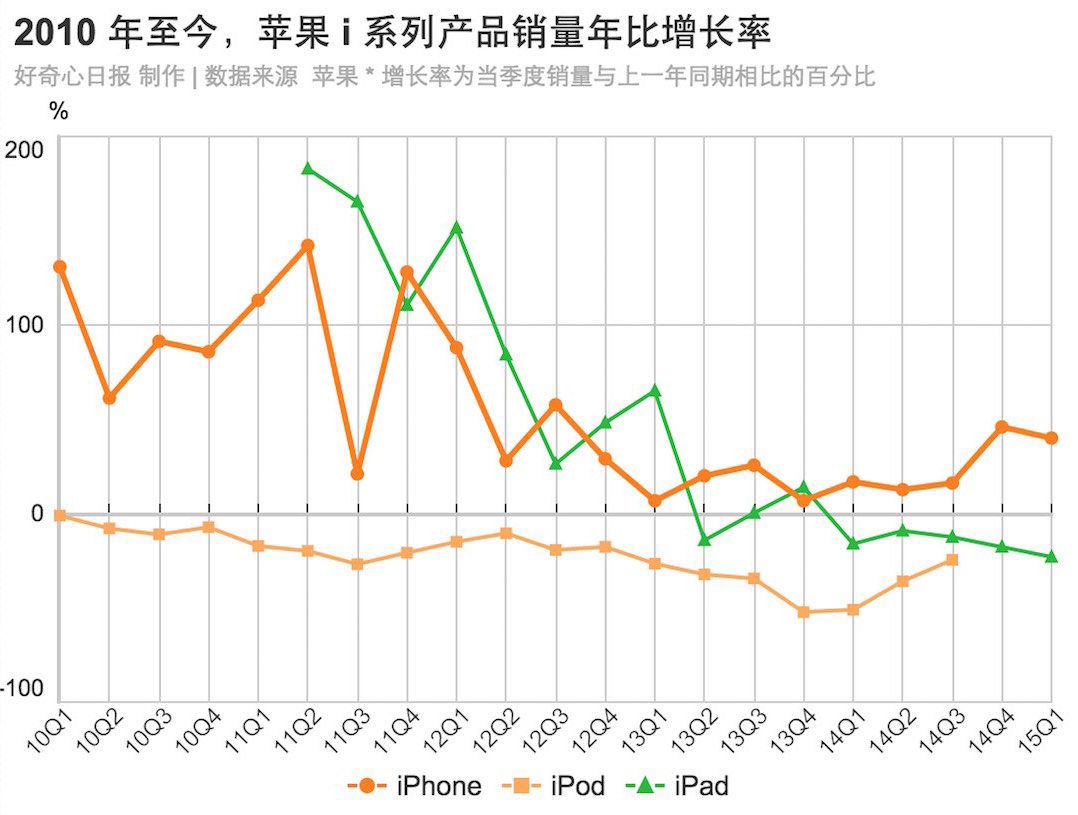 2010 年至今，苹果 i 系列产品销量年比增长率
好奇心日报 制作 | 数据来源 苹果 * 增长率为当季度销量与上一年同期相比的百分比
%
200
100
0
-100
10Q1 10Q2 10Q3 10Q4 11Q1 11Q2 11Q3 11Q4 12Q1 12Q2 12Q3 12Q4 13Q1 13Q2 13Q3 13Q4 14Q1 14Q2 14Q3 14Q4 15Q1
iPhone iPod iPad